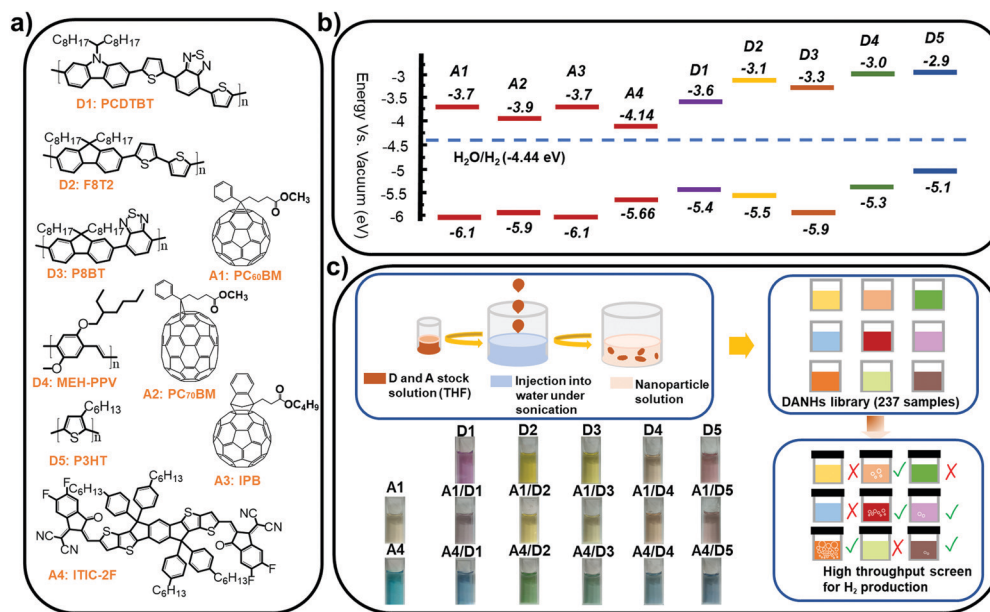 a)
C₈H₁₇ C₈H₁₇
N
S
N S N
S
n
D1: PCDTBT
C₈H₁₇ C₈H₁₇
S
S
n
D2: F8T2
C₈H₁₇ C₈H₁₇
N S N
n
D3: P8BT
OCH₃
O
A1: PC₆₀BM
O
O
n
D4: MEH-PPV
OCH₃
O
A2: PC₇₀BM
C₆H₁₃
S
n
D5: P3HT
O
OC₄H₉
A3: IPB
F
F
C₆H₁₃
C₆H₁₃
O
S
S
S
S
NC
CN
CN
CN
O
F
F
C₆H₁₃
C₆H₁₃
A4: ITIC-2F
b)
Energy Vs. Vacuum (eV)
-3
-3.5
-4
-4.5
-5
-5.5
-6
A1
-3.7
A2
-3.9
A3
-3.7
A4
-4.14
D1
-3.6
D2
-3.1
D3
-3.3
D4
-3.0
D5
-2.9
H₂O/H₂ (-4.44 eV)
-6.1
-5.9
-6.1
-5.66
-5.4
-5.5
-5.9
-5.3
-5.1
c)
D and A stock solution (THF)
Injection into water under sonication
Nanoparticle solution
DANHs library (237 samples)
D1 D2 D3 D4 D5
A1 A1/D1 A1/D2 A1/D3 A1/D4 A1/D5
A4 A4/D1 A4/D2 A4/D3 A4/D4 A4/D5
High throughput screen
for H₂ production